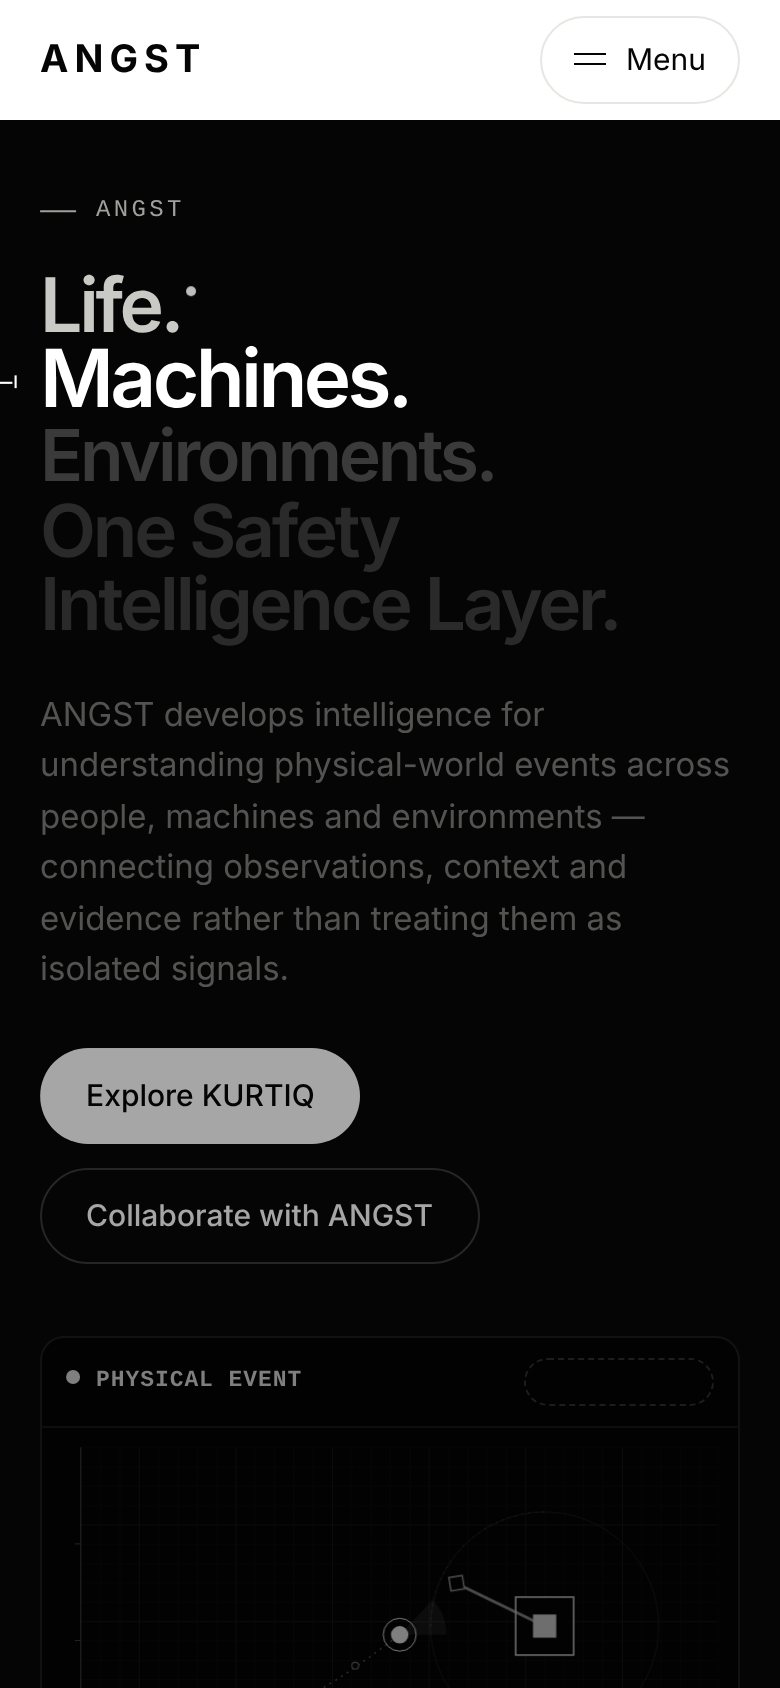 ANGST
Menu
ANGST
Life.
Machines.
Environments.
One Safety
Intelligence Layer.
ANGST develops intelligence for
understanding physical-world events across
people, machines and environments —
connecting observations, context and
evidence rather than treating them as
isolated signals.
Explore KURTIQ
Collaborate with ANGST
PHYSICAL EVENT